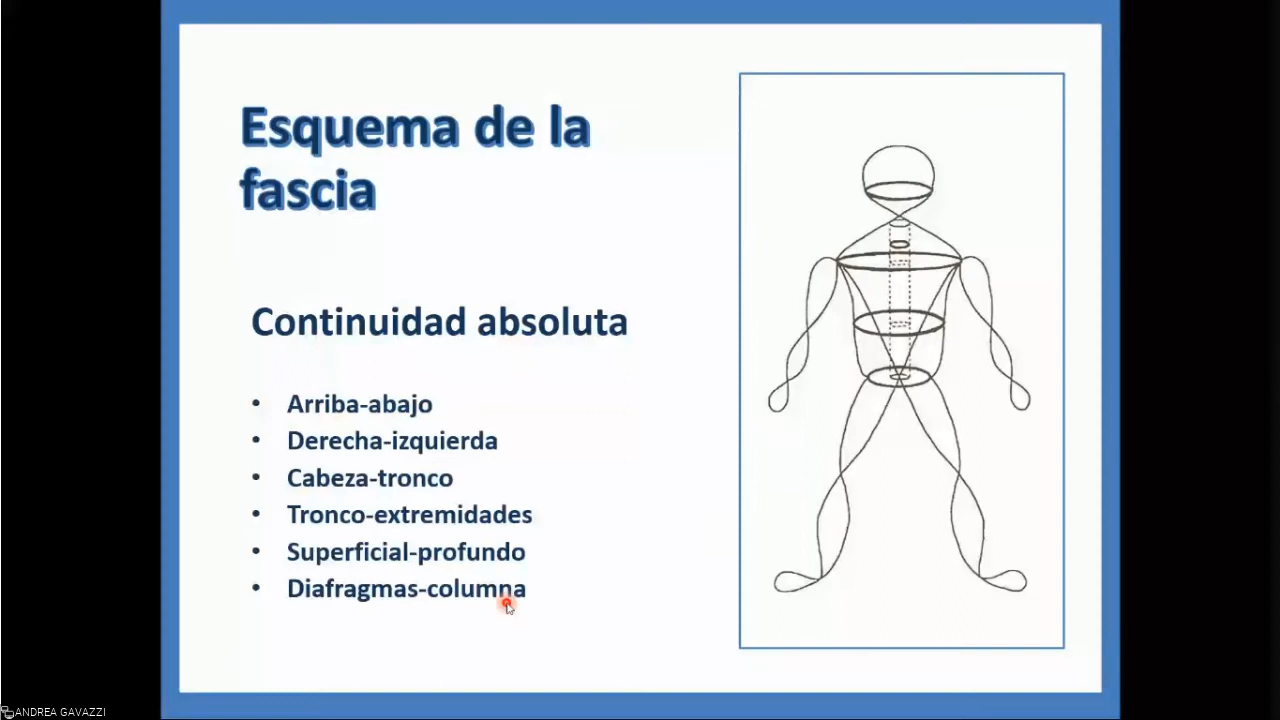 Esquema de la
fascia
Continuidad absoluta
• Arriba-abajo
• Derecha-izquierda
• Cabeza-tronco
• Tronco-extremidades
• Superficial-profundo
• Diafragmas-columna
ANDREA GAVAZZI